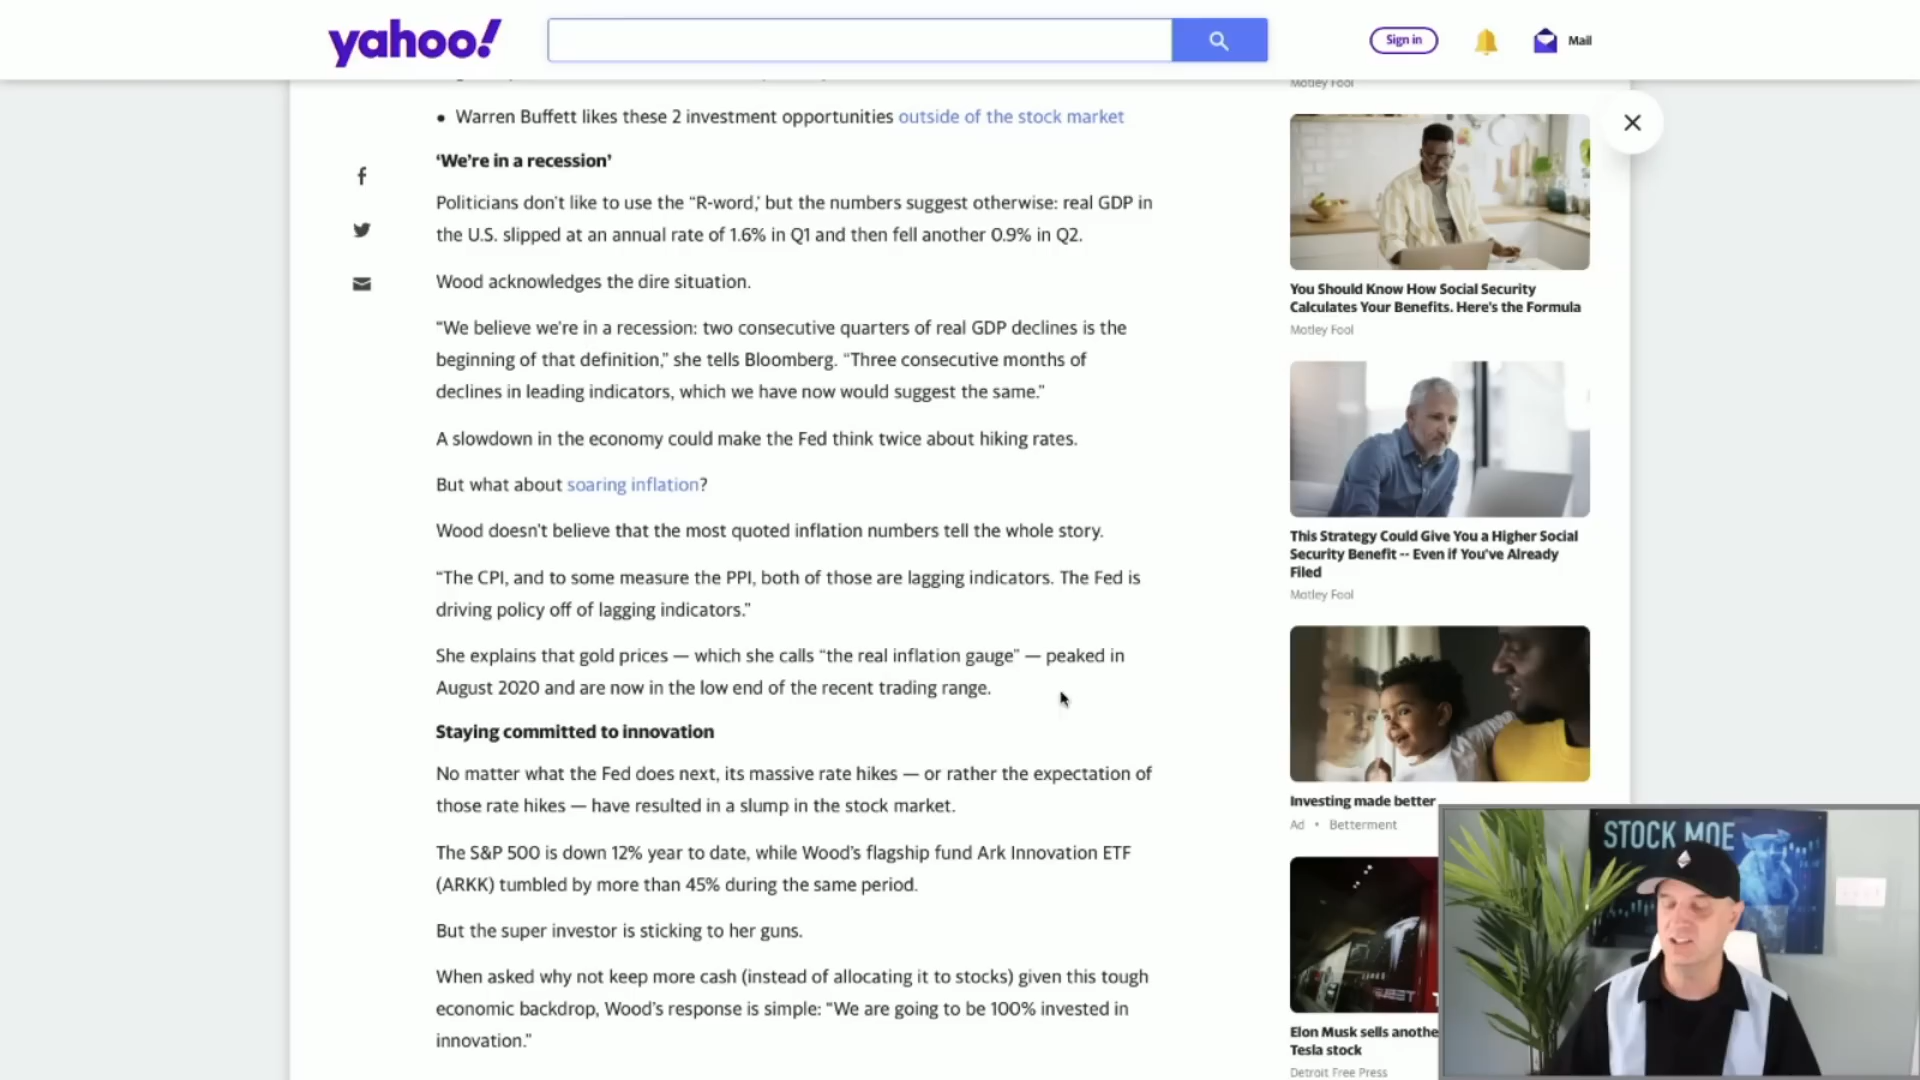 yahoo!
Sign in
Mail
Motley Fool
• Warren Buffett likes these 2 investment opportunities outside of the stock market
‘We’re in a recession’
Politicians don’t like to use the “R-word,’ but the numbers suggest otherwise: real GDP in
the U.S. slipped at an annual rate of 1.6% in Q1 and then fell another 0.9% in Q2.
Wood acknowledges the dire situation.
“We believe we’re in a recession: two consecutive quarters of real GDP declines is the
beginning of that definition,” she tells Bloomberg. “Three consecutive months of
declines in leading indicators, which we have now would suggest the same.”
A slowdown in the economy could make the Fed think twice about hiking rates.
But what about soaring inflation?
Wood doesn’t believe that the most quoted inflation numbers tell the whole story.
“The CPI, and to some measure the PPI, both of those are lagging indicators. The Fed is
driving policy off of lagging indicators.”
She explains that gold prices — which she calls “the real inflation gauge” — peaked in
August 2020 and are now in the low end of the recent trading range.
Staying committed to innovation
No matter what the Fed does next, its massive rate hikes — or rather the expectation of
those rate hikes — have resulted in a slump in the stock market.
The S&P 500 is down 12% year to date, while Wood’s flagship fund Ark Innovation ETF
(ARKK) tumbled by more than 45% during the same period.
But the super investor is sticking to her guns.
When asked why not keep more cash (instead of allocating it to stocks) given this tough
economic backdrop, Wood’s response is simple: “We are going to be 100% invested in
innovation.”
You Should Know How Social Security
Calculates Your Benefits. Here’s the Formula
Motley Fool
This Strategy Could Give You a Higher Social
Security Benefit -- Even if You’ve Already
Filed
Motley Fool
Investing made better
Ad • Betterment
Elon Musk sells anothe
Tesla stock
Detroit Free Press
STOCK MOE